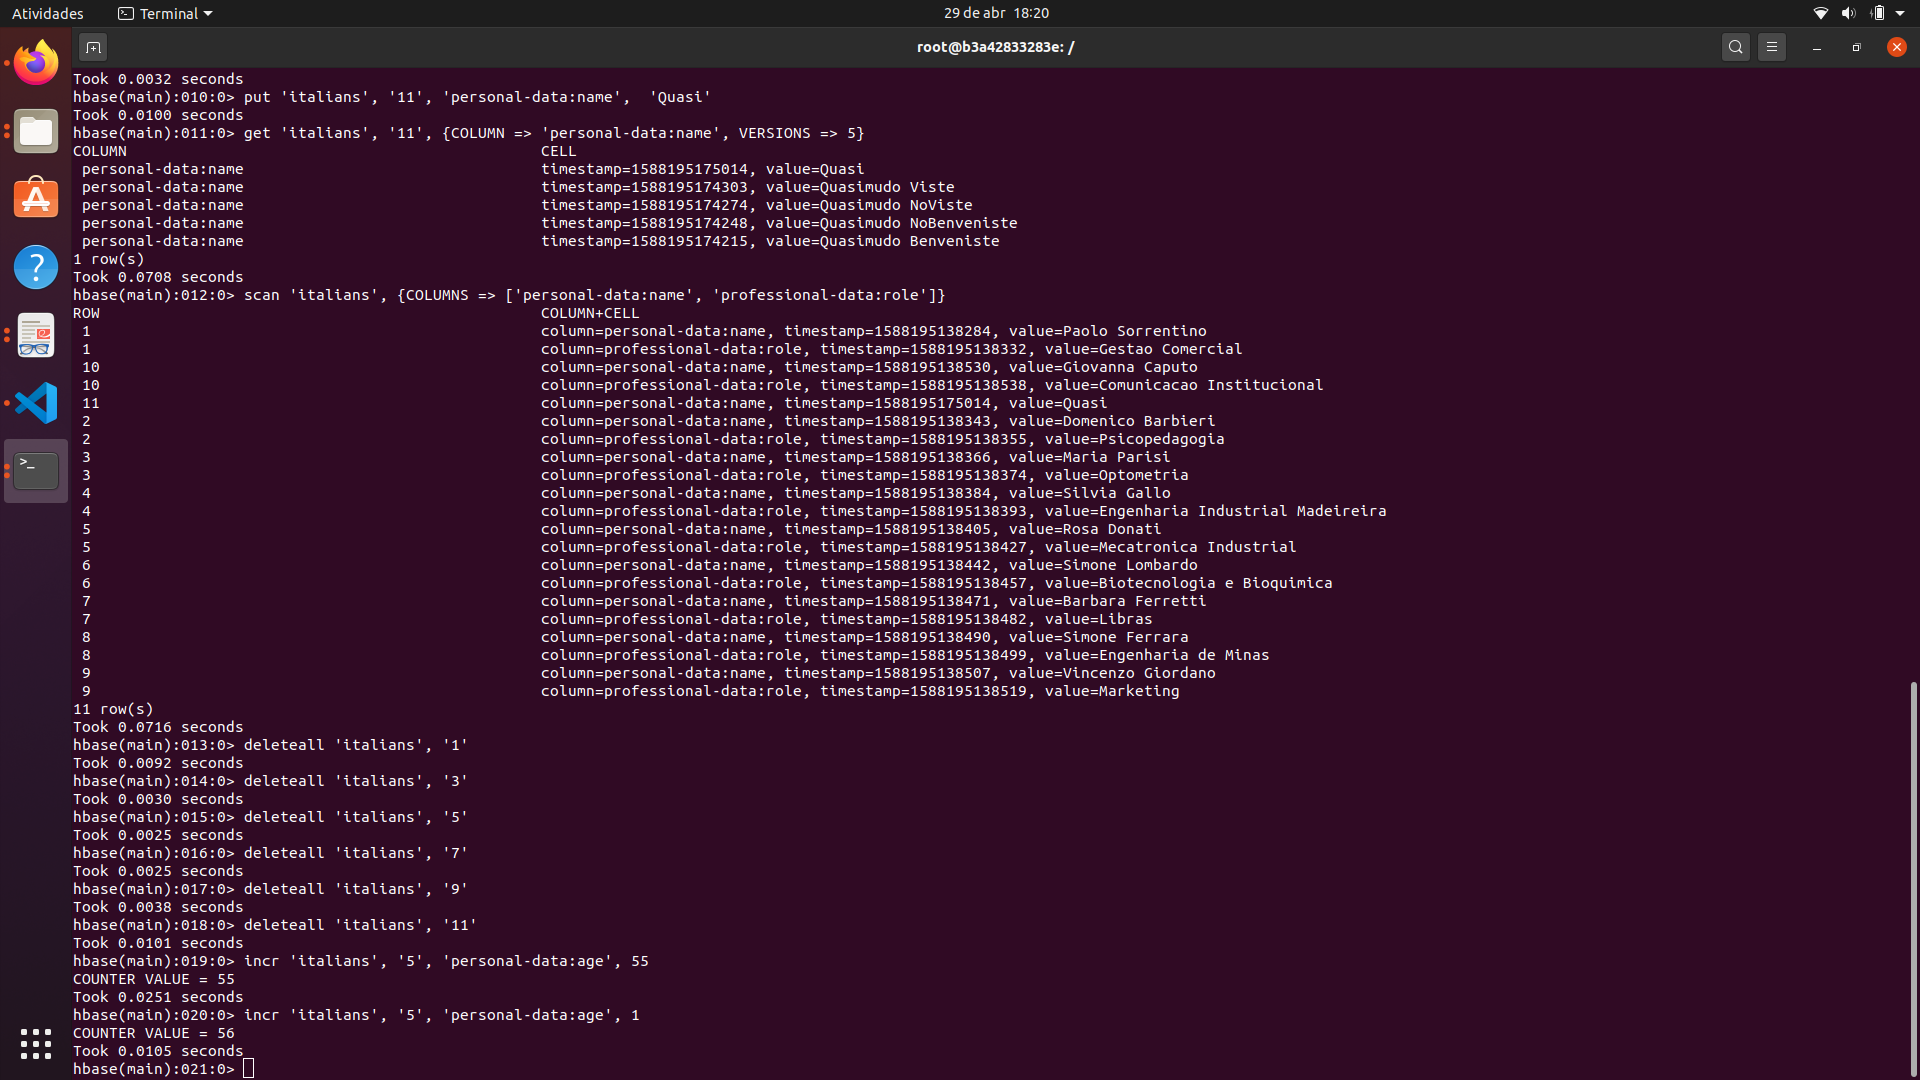 Atividades
Terminal
29 de abr 18:20
root@b3a42833283e: /
Took 0.0032 seconds
hbase(main):010:0> put 'italians', '11', 'personal-data:name',  'Quasi'
Took 0.0100 seconds
hbase(main):011:0> get 'italians', '11', {COLUMN => 'personal-data:name', VERSIONS => 5}
COLUMN CELL
personal-data:name timestamp=1588195175014, value=Quasi
personal-data:name timestamp=1588195174303, value=Quasimudo Viste
personal-data:name timestamp=1588195174274, value=Quasimudo NoViste
personal-data:name timestamp=1588195174248, value=Quasimudo NoBenveniste
personal-data:name timestamp=1588195174215, value=Quasimudo Benveniste
1 row(s)
Took 0.0708 seconds
hbase(main):012:0> scan 'italians', {COLUMNS => ['personal-data:name', 'professional-data:role']}
ROW COLUMN+CELL
1 column=personal-data:name, timestamp=1588195138284, value=Paolo Sorrentino
1 column=professional-data:role, timestamp=1588195138332, value=Gestao Comercial
10 column=personal-data:name, timestamp=1588195138530, value=Giovanna Caputo
10 column=professional-data:role, timestamp=1588195138538, value=Comunicacao Institucional
11 column=personal-data:name, timestamp=1588195175014, value=Quasi
2 column=personal-data:name, timestamp=1588195138343, value=Domenico Barbieri
2 column=professional-data:role, timestamp=1588195138355, value=Psicopedagogia
3 column=personal-data:name, timestamp=1588195138366, value=Maria Parisi
3 column=professional-data:role, timestamp=1588195138374, value=Optometria
4 column=personal-data:name, timestamp=1588195138384, value=Silvia Gallo
4 column=professional-data:role, timestamp=1588195138393, value=Engenharia Industrial Madeireira
5 column=personal-data:name, timestamp=1588195138405, value=Rosa Donati
5 column=professional-data:role, timestamp=1588195138427, value=Mecatronica Industrial
6 column=personal-data:name, timestamp=1588195138442, value=Simone Lombardo
6 column=professional-data:role, timestamp=1588195138457, value=Biotecnologia e Bioquimica
7 column=personal-data:name, timestamp=1588195138471, value=Barbara Ferretti
7 column=professional-data:role, timestamp=1588195138482, value=Libras
8 column=personal-data:name, timestamp=1588195138490, value=Simone Ferrara
8 column=professional-data:role, timestamp=1588195138499, value=Engenharia de Minas
9 column=personal-data:name, timestamp=1588195138507, value=Vincenzo Giordano
9 column=professional-data:role, timestamp=1588195138519, value=Marketing
11 row(s)
Took 0.0716 seconds
hbase(main):013:0> deleteall 'italians', '1'
Took 0.0092 seconds
hbase(main):014:0> deleteall 'italians', '3'
Took 0.0030 seconds
hbase(main):015:0> deleteall 'italians', '5'
Took 0.0025 seconds
hbase(main):016:0> deleteall 'italians', '7'
Took 0.0025 seconds
hbase(main):017:0> deleteall 'italians', '9'
Took 0.0038 seconds
hbase(main):018:0> deleteall 'italians', '11'
Took 0.0101 seconds
hbase(main):019:0> incr 'italians', '5', 'personal-data:age', 55
COUNTER VALUE = 55
Took 0.0251 seconds
hbase(main):020:0> incr 'italians', '5', 'personal-data:age', 1
COUNTER VALUE = 56
Took 0.0105 seconds
hbase(main):021:0>